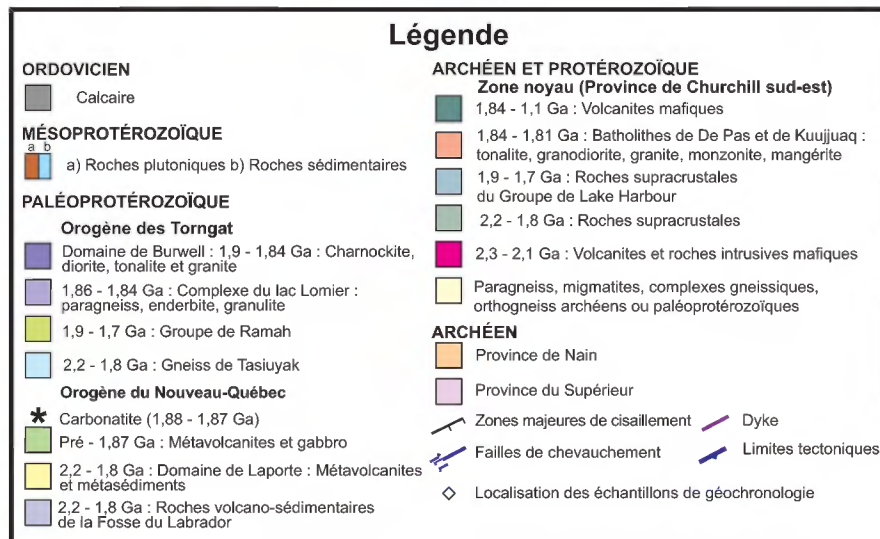 Légende
ORDOVICIEN
Calcaire
MÉSOPROTÉROZOÏQUE
a b
a) Roches plutoniques b) Roches sédimentaires
PALÉOPROTÉROZOÏQUE
Orogène des Torngat
Domaine de Burwell : 1,9 - 1,84 Ga : Charnockite,
diorite, tonalite et granite
1,86 - 1,84 Ga : Complexe du lac Lomier :
paragneiss, enderbite, granulite
1,9 - 1,7 Ga : Groupe de Ramah
2,2 - 1,8 Ga : Gneiss de Tasiuyak
Orogène du Nouveau-Québec
Carbonatite (1,88 - 1,87 Ga)
Pré - 1,87 Ga : Métavolcanites et gabbro
2,2 - 1,8 Ga : Domaine de Laporte : Métavolcanites
et métasédiments
2,2 - 1,8 Ga : Roches volcano-sédimentaires
de la Fosse du Labrador
ARCHÉEN ET PROTÉROZOÏQUE
Zone noyau (Province de Churchill sud-est)
1,84 - 1,1 Ga : Volcanites mafiques
1,84 - 1,81 Ga : Batholithes de De Pas et de Kuujjuaq :
tonalite, granodiorite, granite, monzonite, mangérite
1,9 - 1,7 Ga : Roches supracrustales
du Groupe de Lake Harbour
2,2 - 1,8 Ga : Roches supracrustales
2,3 - 2,1 Ga : Volcanites et roches intrusives mafiques
Paragneiss, migmatites, complexes gneissiques,
orthogneiss archéens ou paléoprotérozoïques
ARCHÉEN
Province de Nain
Province du Supérieur
Zones majeures de cisaillement
Dyke
Failles de chevauchement
Limites tectoniques
Localisation des échantillons de géochronologie